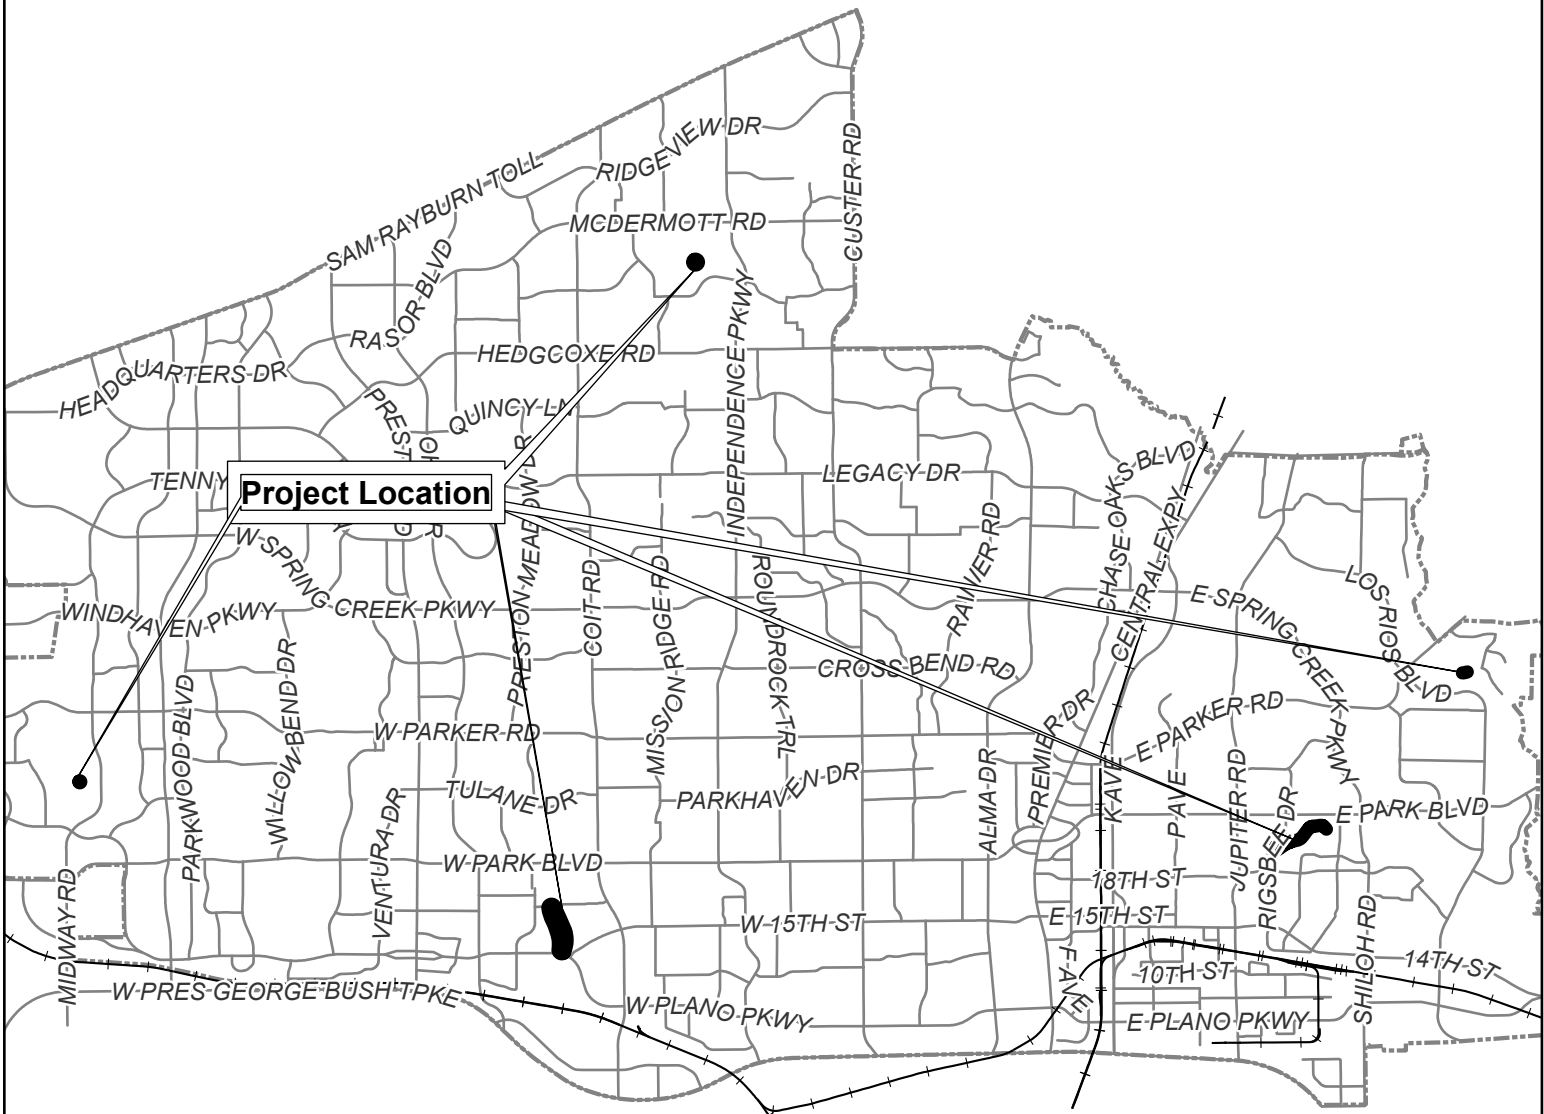 RIDGEVIEW DR
SAM RAYBURN TOLL
CUSTER RD
MCDERMOTT RD
RASOR BLVD
INDEPENDENCE PKWY
HEDGCOXE RD
HEADQUARTERS DR
QUINCY LN
TENNY
Project Location
LEGACY DR
CHASE OAKS BLVD
CENTRAL EXPY
W SPRING CREEK PKWY
PRESTON MEADOW DR
COIT RD
MISSION RIDGE RD
ROUNDROCK TRL
RAINIER RD
E SPRING CREEK PKWY
LOS RIOS BLVD
WINDHAVEN PKWY
WILLOW BEND DR
PARKWOOD BLVD
CROSS BEND RD
W PARKER RD
E PARKER RD
PREMIER DR
ALMA DR
K AVE
P AVE
JUPITER RD
RIGSBEE DR
TULANE DR
PARKHAVEN DR
E PARK BLVD
VENTURA DR
W PARK BLVD
18TH ST
MIDWAY RD
W 15TH ST
E 15TH ST
SHILOH RD
F AVE
10TH ST
14TH ST
W PRES GEORGE BUSH TPKE
W PLANO PKWY
E PLANO PKWY